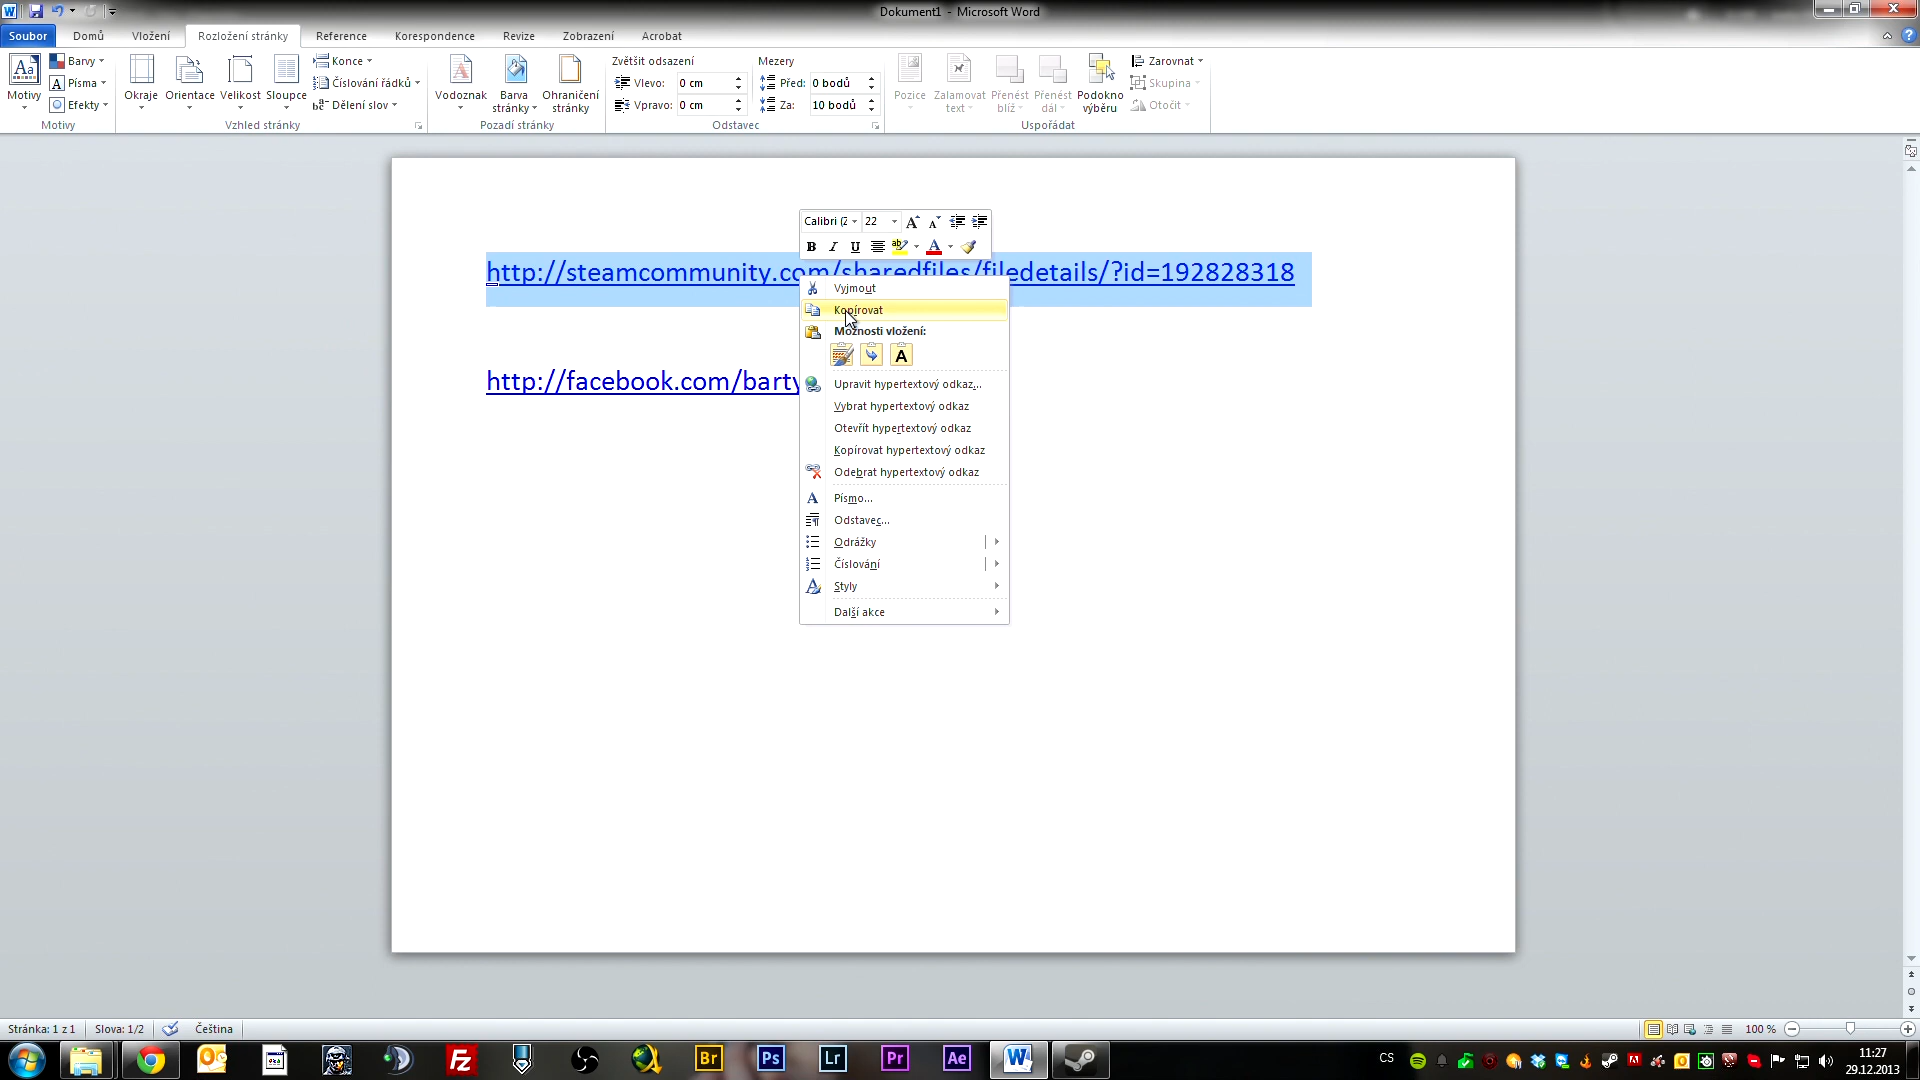 Dokument1 - Microsoft Word
Soubor Domů Vložení Rozložení stránky Reference Korespondence Revize Zobrazení Acrobat
Motivy
Barvy
Písma
Efekty
Motivy
Okraje Orientace Velikost Sloupce
Konce
Číslování řádků
Dělení slov
Vzhled stránky
Vodoznak Barva stránky Ohraničení stránky
Pozadí stránky
Zvětšit odsazení
Vlevo: 0 cm
Vpravo: 0 cm
Mezery
Před: 0 bodů
Za: 10 bodů
Odstavec
Pozice Zalamovat text Přenést blíž Přenést dál Podokno výběru
Zarovnat
Skupina
Otočit
Uspořádat
Calibri (Z 22
http://steamcommunity.com/sharedfiles/filedetails/?id=192828318
http://facebook.com/barty
Vyjmout
Kopírovat
Možnosti vložení:
Upravit hypertextový odkaz...
Vybrat hypertextový odkaz
Otevřít hypertextový odkaz
Kopírovat hypertextový odkaz
Odebrat hypertextový odkaz
Písmo...
Odstavec...
Odrážky
Číslování
Styly
Další akce
Stránka: 1 z 1 Slova: 1/2 Čeština
100 %
Br Ps Lr Pr Ae
CS
11:27
29.12.2013